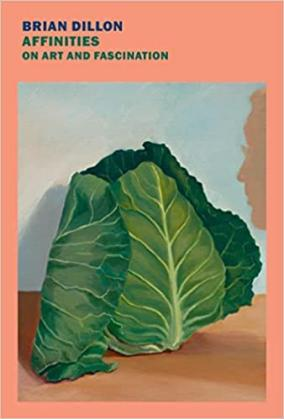 BRIAN DILLON
AFFINITIES
ON ART AND FASCINATION